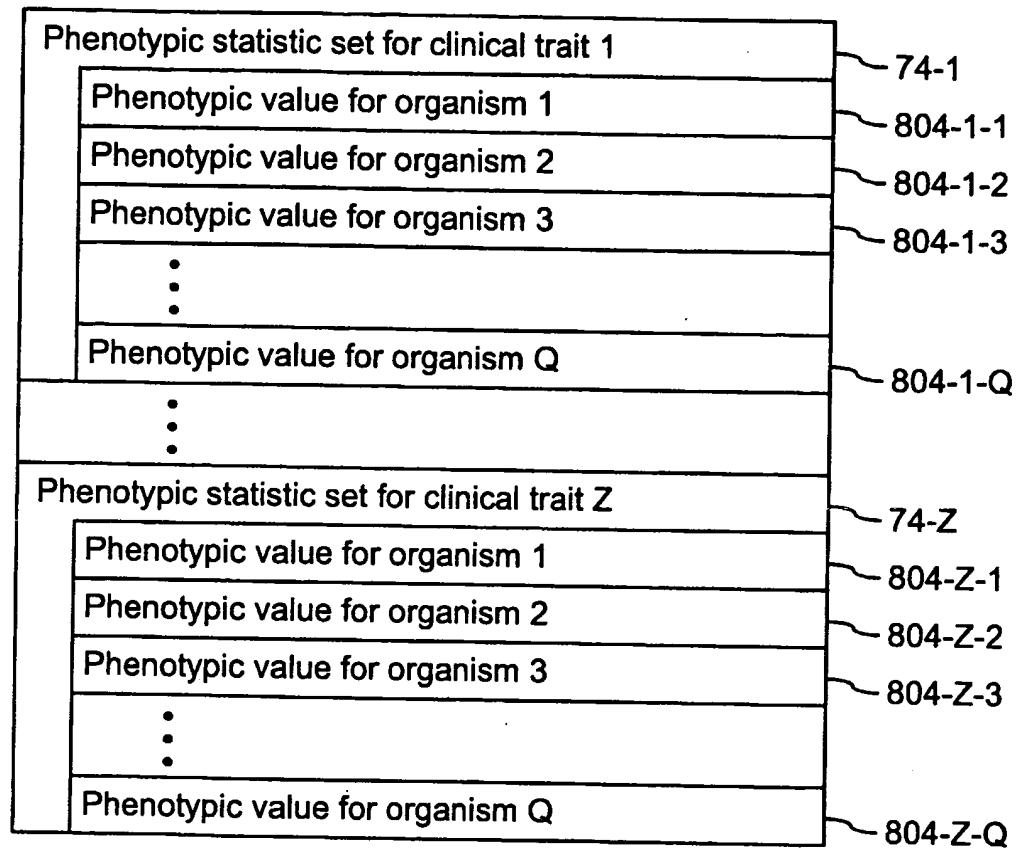 Phenotypic statistic set for clinical trait 1
74-1
Phenotypic value for organism 1
804-1-1
Phenotypic value for organism 2
804-1-2
Phenotypic value for organism 3
804-1-3
Phenotypic value for organism Q
804-1-Q
Phenotypic statistic set for clinical trait Z
74-Z
Phenotypic value for organism 1
804-Z-1
Phenotypic value for organism 2
804-Z-2
Phenotypic value for organism 3
804-Z-3
Phenotypic value for organism Q
804-Z-Q